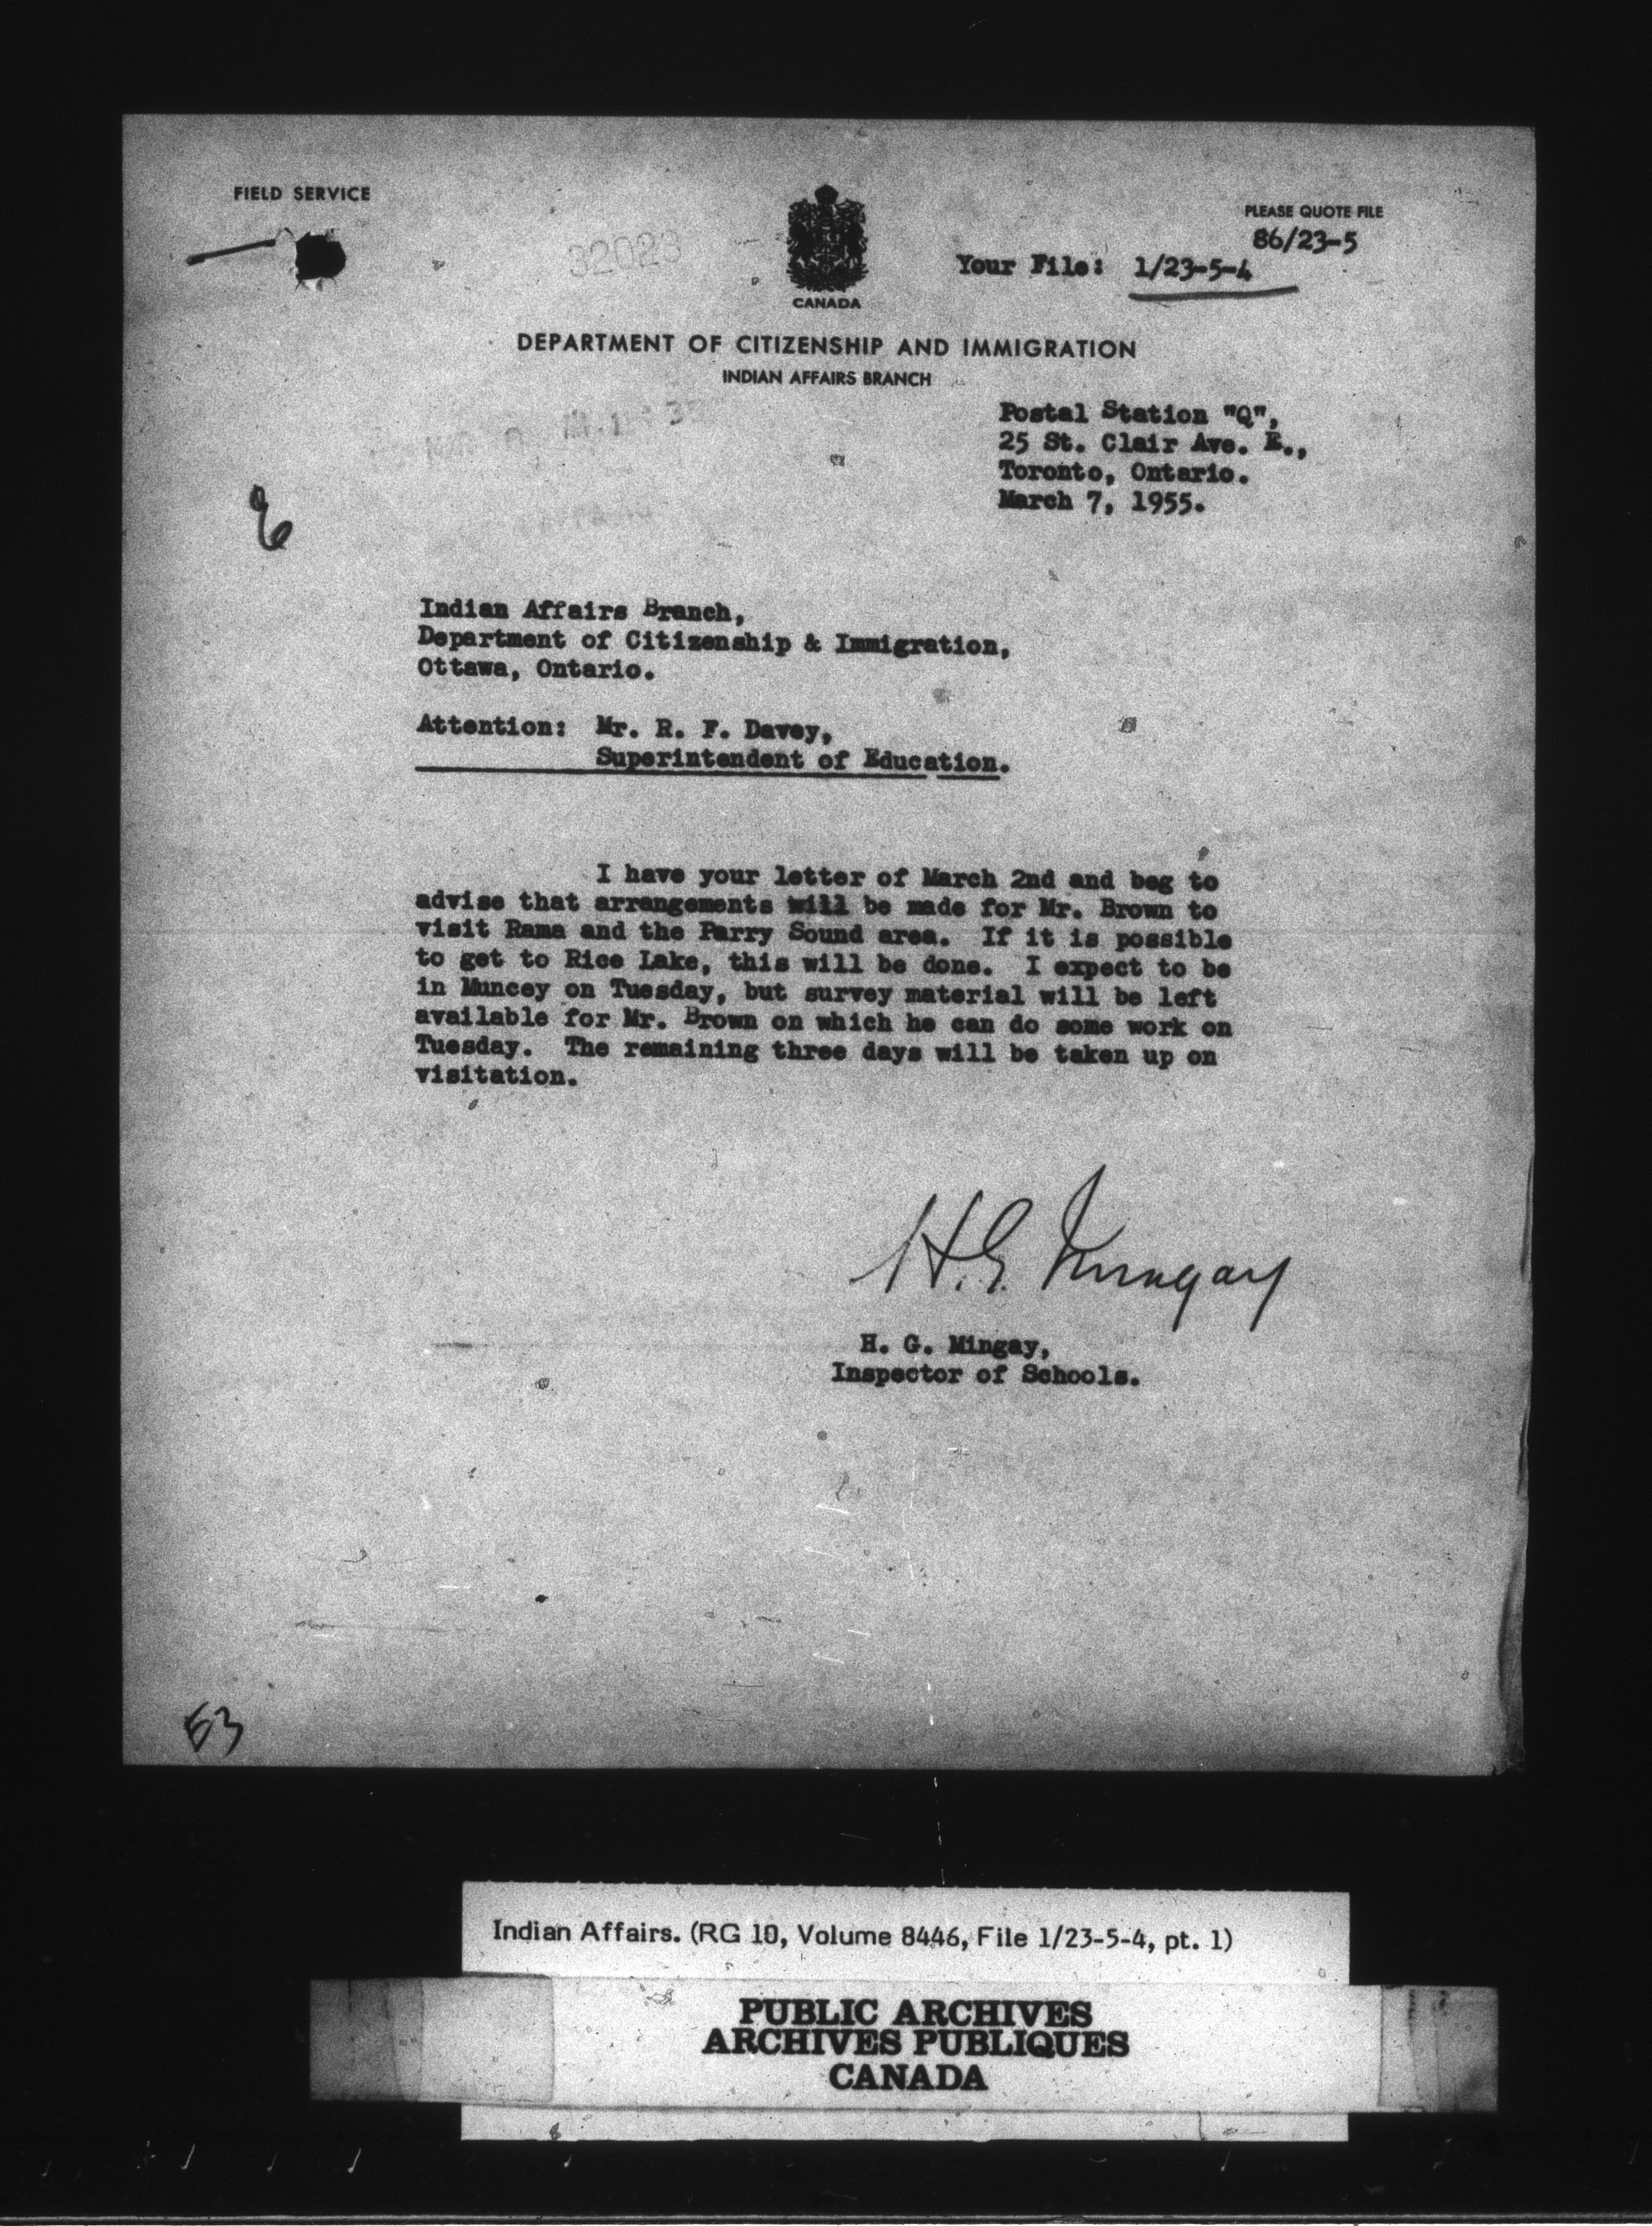 FIELD SERVICE
32023
CANADA
PLEASE QUOTE FILE
86/23-5
Your File: 1/23-5-4
DEPARTMENT OF CITIZENSHIP AND IMMIGRATION
INDIAN AFFAIRS BRANCH
Postal Station "Q",
25 St. Clair Ave. E.,
Toronto, Ontario.
March 7, 1955.
Indian Affairs Branch,
Department of Citizenship & Immigration,
Ottawa, Ontario.
Attention: Mr. R. F. Davey,
Superintendent of Education.
I have your letter of March 2nd and beg to
advise that arrangements will be made for Mr. Brown to
visit Rama and the Parry Sound area. If it is possible
to get to Rice Lake, this will be done. I expect to be
in Muncey on Tuesday, but survey material will be left
available for Mr. Brown on which he can do some work on
Tuesday. The remaining three days will be taken up on
visitation.
H.G. Mingay
H. G. Mingay,
Inspector of Schools.
53
Indian Affairs. (RG 10, Volume 8446, File 1/23-5-4, pt. 1)
PUBLIC ARCHIVES
ARCHIVES PUBLIQUES
CANADA